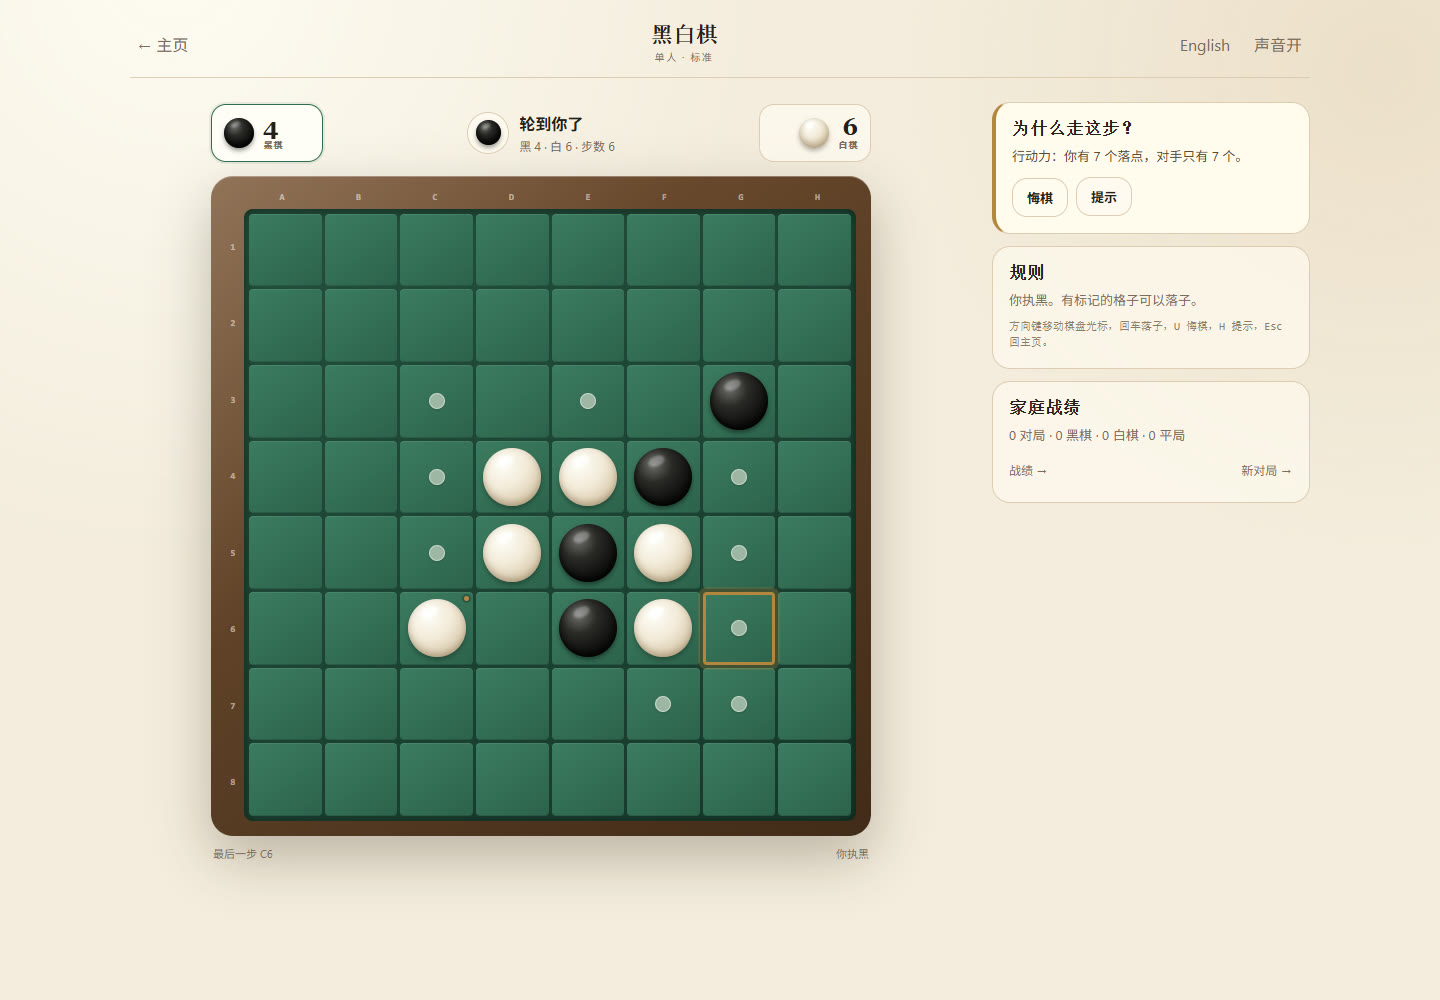 ← 主页
黑白棋
单人 · 标准
English
声音开
4
黑棋
轮到你了
黑 4 · 白 6 · 步数 6
6
白棋
A B C D E F G H
1
2
3
4
5
6
7
8
最后一步 C6
你执黑
为什么走这步？
行动力：你有 7 个落点，对手只有 7 个。
悔棋
提示
规则
你执黑。有标记的格子可以落子。
方向键移动棋盘光标，回车落子，U 悔棋，H 提示，Esc
回主页。
家庭战绩
0 对局 · 0 黑棋 · 0 白棋 · 0 平局
战绩 →
新对局 →